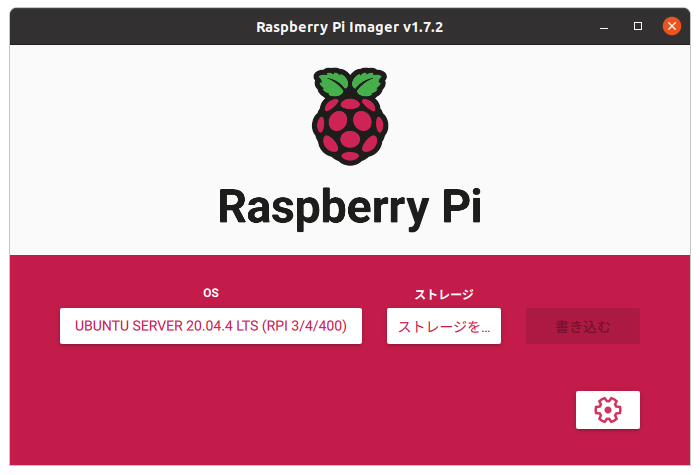 Raspberry Pi Imager v1.7.2
Raspberry Pi
OS
ストレージ
UBUNTU SERVER 20.04.4 LTS (RPI 3/4/400)
ストレージを...
書き込む